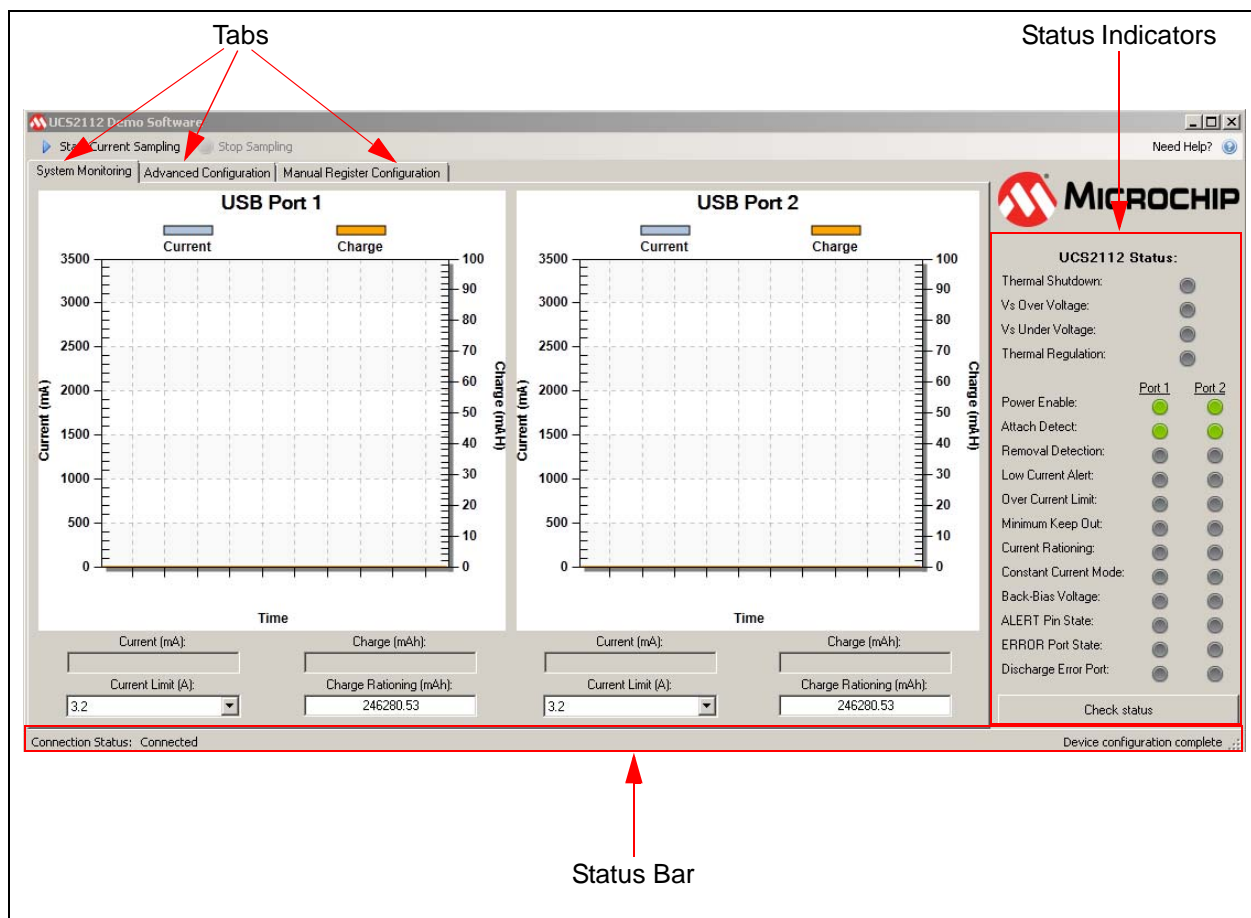 Tabs
Status Indicators
UCS2112 Demo Software
Start Current Sampling
Stop Sampling
Need Help?
System Monitoring
Advanced Configuration
Manual Register Configuration
MICROCHIP
USB Port 1
Current
Charge
3500
3000
2500
2000
1500
1000
500
0
Current (mA)
100
90
80
70
60
50
40
30
20
10
0
Charge (mAH)
Time
Current (mA):
Charge (mAh):
Current Limit (A):
Charge Rationing (mAh):
3.2
246280.53
USB Port 2
Current
Charge
3500
3000
2500
2000
1500
1000
500
0
Current (mA)
100
90
80
70
60
50
40
30
20
10
0
Charge (mAH)
Time
Current (mA):
Charge (mAh):
Current Limit (A):
Charge Rationing (mAh):
3.2
246280.53
UCS2112 Status:
Thermal Shutdown:
Vs Over Voltage:
Vs Under Voltage:
Thermal Regulation:
Port 1 Port 2
Power Enable:
Attach Detect:
Removal Detection:
Low Current Alert:
Over Current Limit:
Minimum Keep Out:
Current Rationing:
Constant Current Mode:
Back-Bias Voltage:
ALERT Pin State:
ERROR Port State:
Discharge Error Port:
Check status
Connection Status: Connected
Device configuration complete
Status Bar